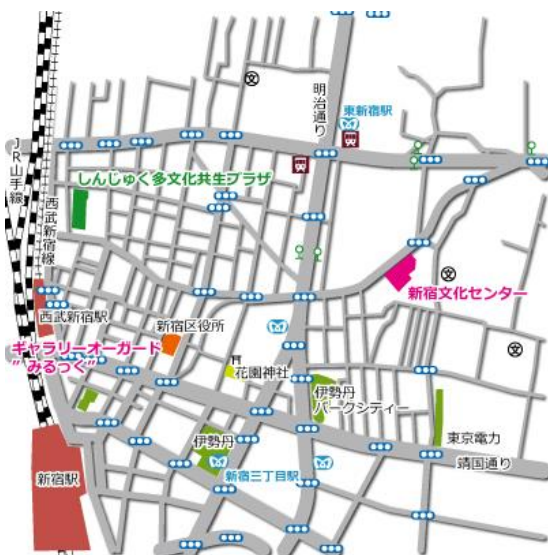 明治通り
東新宿駅
JR山手線
しんじゅく多文化共生プラザ
西武新宿線
文
文
文
新宿文化センター
西武新宿駅
新宿区役所
ギャラリーオーガード
"みるっく"
花園神社
伊勢丹
パークシティー
伊勢丹
東京電力
靖国通り
新宿三丁目駅
新宿駅